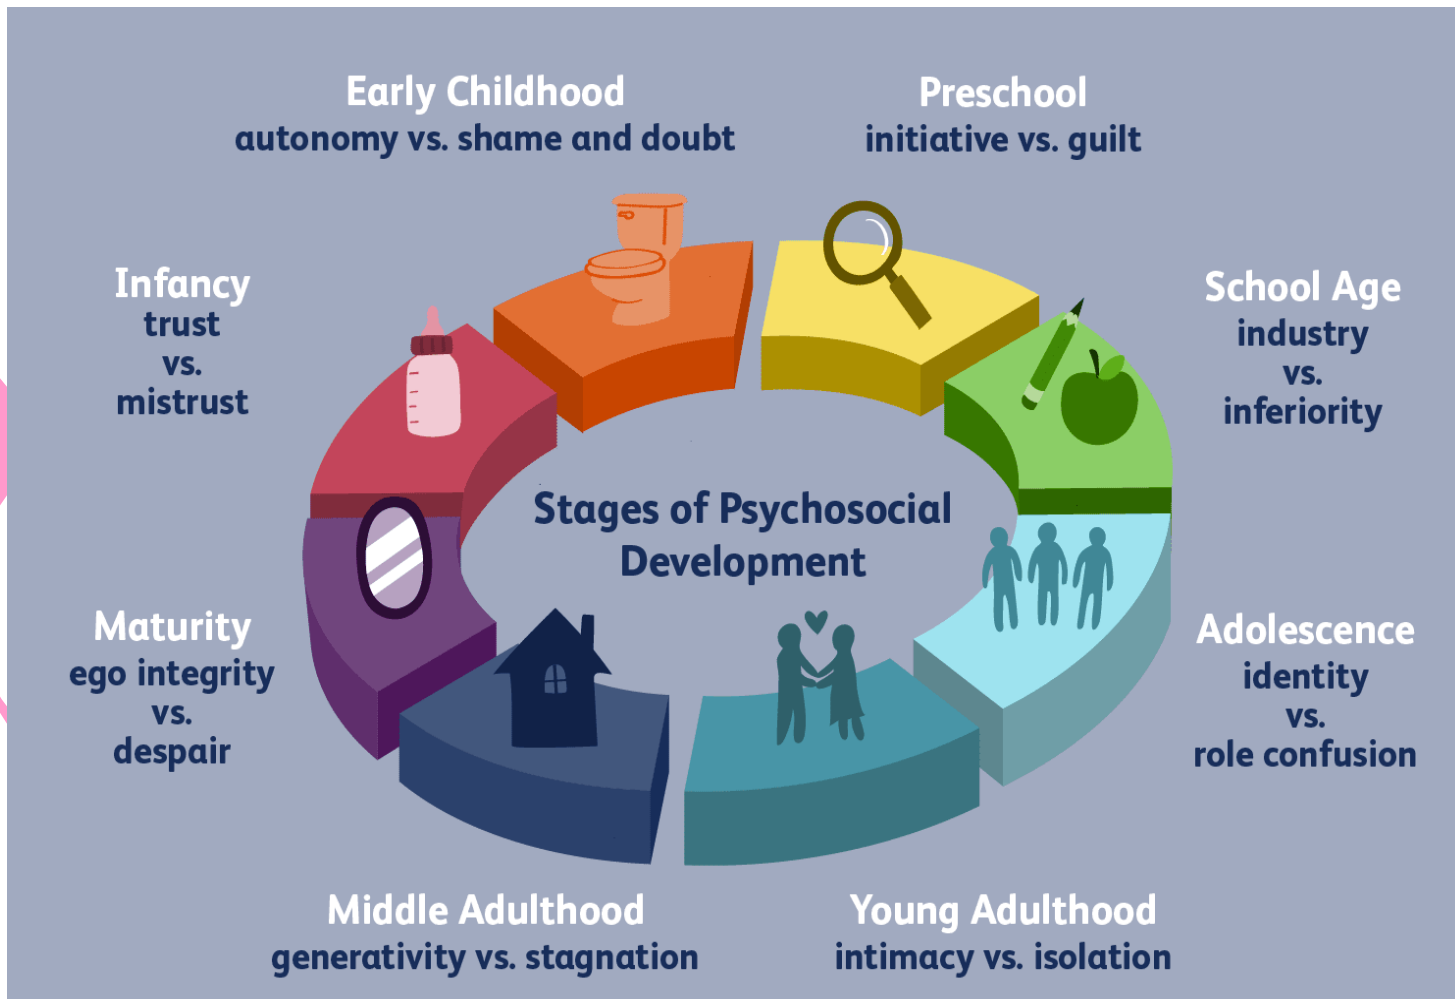 Early Childhood
autonomy vs. shame and doubt
Preschool
initiative vs. guilt
Infancy
trust
vs.
mistrust
School Age
industry
vs.
inferiority
Stages of Psychosocial
Development
Maturity
ego integrity
vs.
despair
Adolescence
identity
vs.
role confusion
Middle Adulthood
generativity vs. stagnation
Young Adulthood
intimacy vs. isolation